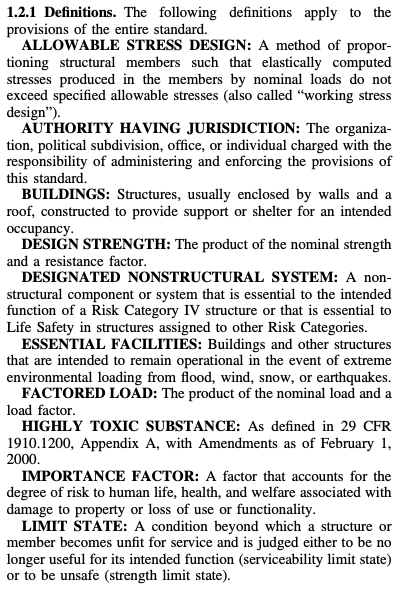 1.2.1 Definitions. The following definitions apply to the
provisions of the entire standard.
ALLOWABLE STRESS DESIGN: A method of propor-
tioning structural members such that elastically computed
stresses produced in the members by nominal loads do not
exceed specified allowable stresses (also called “working stress
design”).
AUTHORITY HAVING JURISDICTION: The organiza-
tion, political subdivision, office, or individual charged with the
responsibility of administering and enforcing the provisions of
this standard.
BUILDINGS: Structures, usually enclosed by walls and a
roof, constructed to provide support or shelter for an intended
occupancy.
DESIGN STRENGTH: The product of the nominal strength
and a resistance factor.
DESIGNATED NONSTRUCTURAL SYSTEM: A non-
structural component or system that is essential to the intended
function of a Risk Category IV structure or that is essential to
Life Safety in structures assigned to other Risk Categories.
ESSENTIAL FACILITIES: Buildings and other structures
that are intended to remain operational in the event of extreme
environmental loading from flood, wind, snow, or earthquakes.
FACTORED LOAD: The product of the nominal load and a
load factor.
HIGHLY TOXIC SUBSTANCE: As defined in 29 CFR
1910.1200, Appendix A, with Amendments as of February 1,
2000.
IMPORTANCE FACTOR: A factor that accounts for the
degree of risk to human life, health, and welfare associated with
damage to property or loss of use or functionality.
LIMIT STATE: A condition beyond which a structure or
member becomes unfit for service and is judged either to be no
longer useful for its intended function (serviceability limit state)
or to be unsafe (strength limit state).